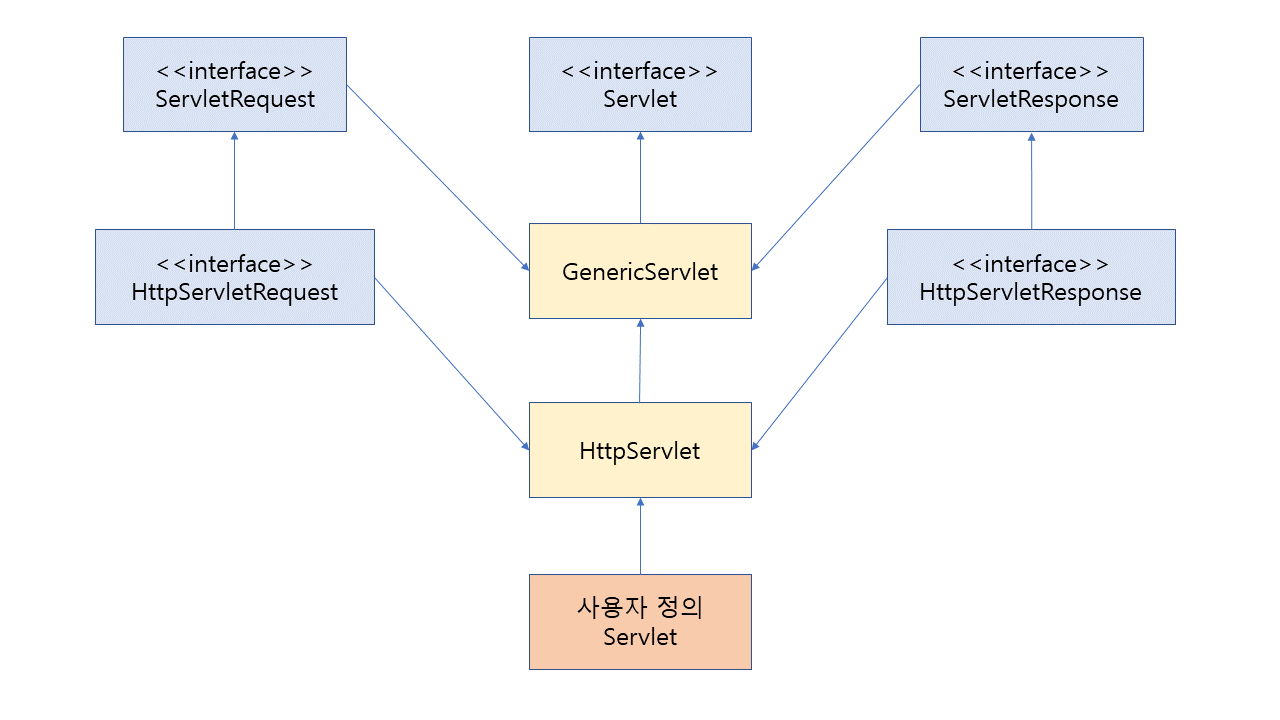 <<interface>>
ServletRequest
<<interface>>
Servlet
<<interface>>
ServletResponse
<<interface>>
HttpServletRequest
GenericServlet
<<interface>>
HttpServletResponse
HttpServlet
사용자 정의
Servlet